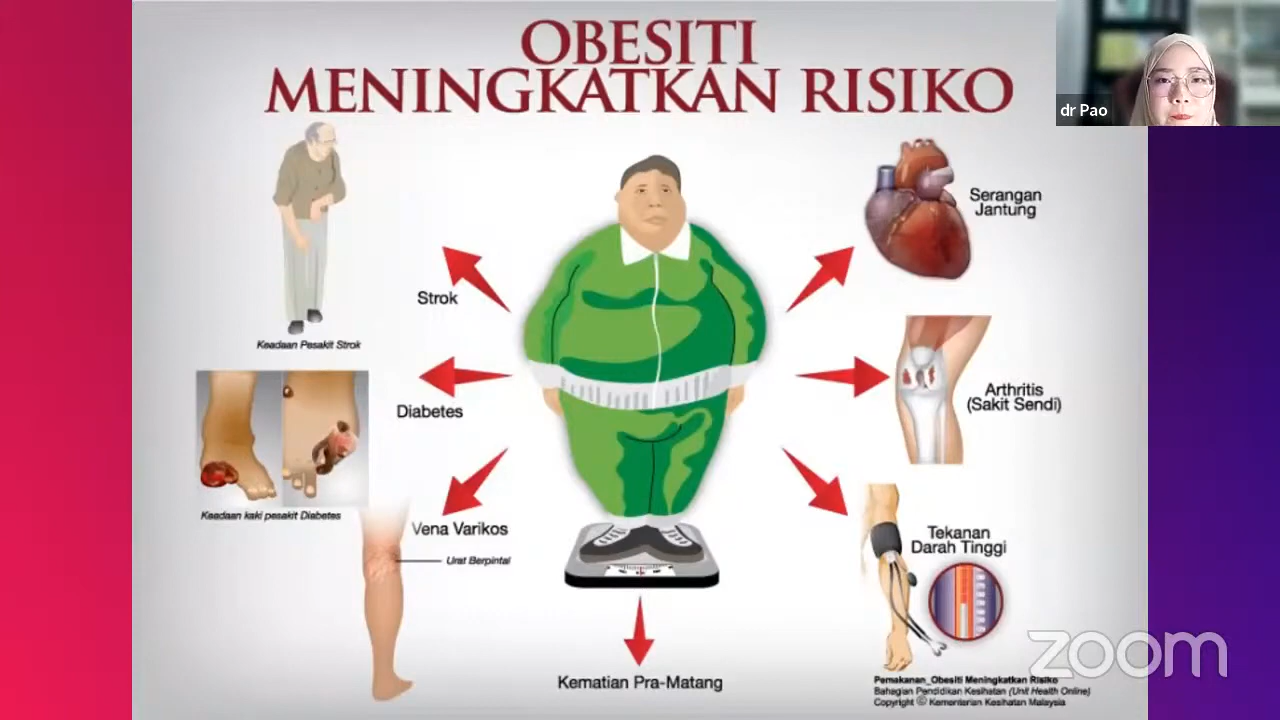 OBESITI
MENINGKATKAN RISIKO
dr Pao
Strok
Keadaan Pesakit Strok
Serangan
Jantung
Diabetes
Keadaan kaki pesakit Diabetes
Arthritis
(Sakit Sendi)
Vena Varikos
Urat Berpintal
Tekanan
Darah Tinggi
Kematian Pra-Matang
zoom
Pemakanan_Obesiti Meningkatkan Risiko
Bahagian Pendidikan Kesihatan (Unit Health Online)
Copyright © Kementerian Kesihatan Malaysia